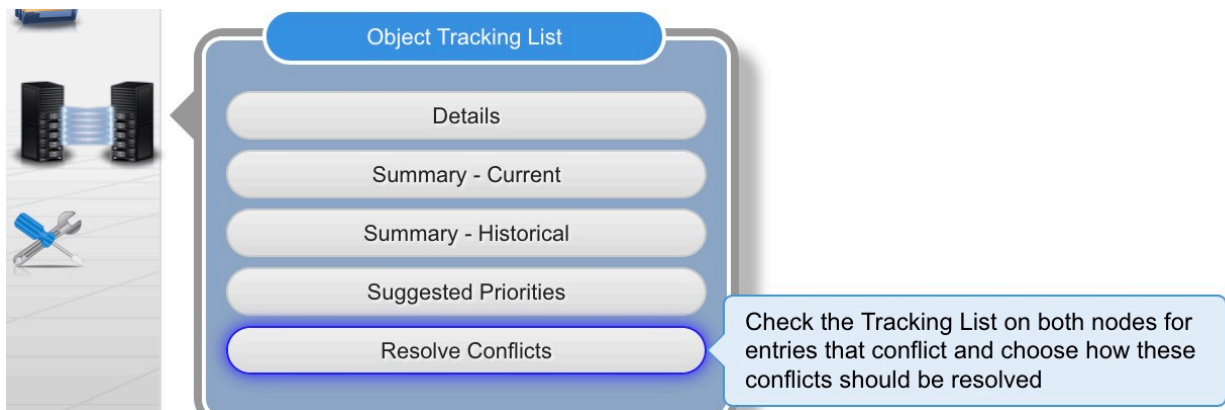 Object Tracking List
Details
Summary - Current
Summary - Historical
Suggested Priorities
Resolve Conflicts
Check the Tracking List on both nodes for
entries that conflict and choose how these
conflicts should be resolved